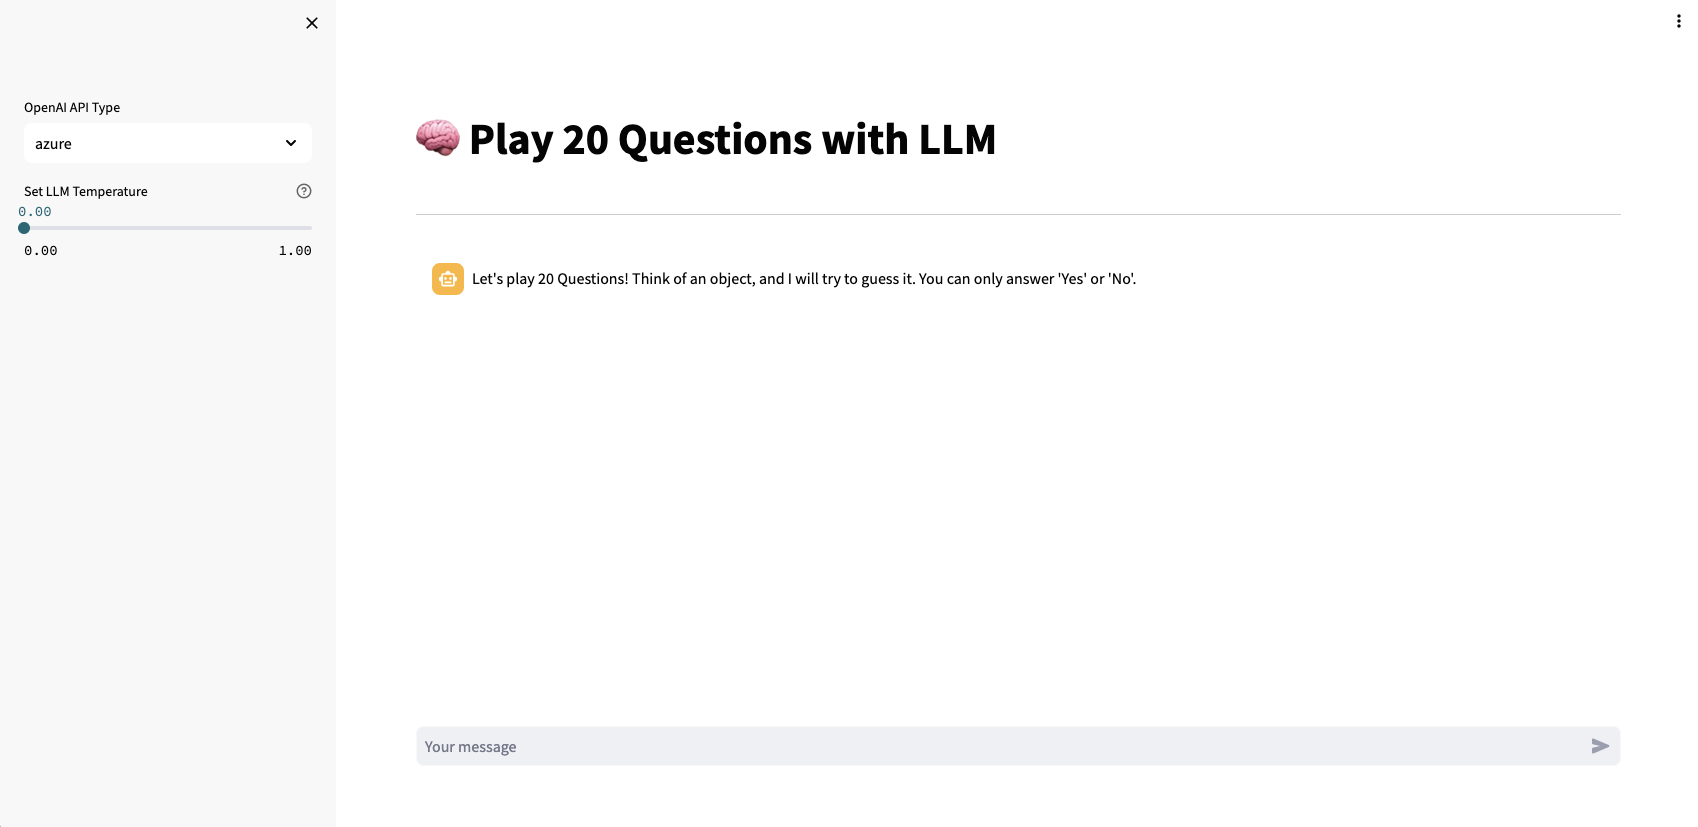 OpenAI API Type
azure
Set LLM Temperature
0.00
0.00 1.00
Play 20 Questions with LLM
Let's play 20 Questions! Think of an object, and I will try to guess it. You can only answer 'Yes' or 'No'.
Your message